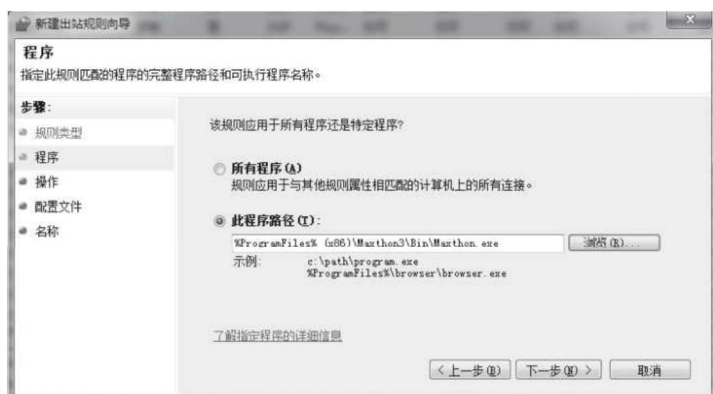 新建出站规则向导
程序
指定此规则匹配的程序的完整程序路径和可执行程序名称。
步骤:
规则类型
程序
操作
配置文件
名称
该规则应用于所有程序还是特定程序?
所有程序(A)
规则应用于与其他规则属性相匹配的计算机上的所有连接。
此程序路径(T):
%ProgramFiles% (x86)\Maxthon3\Bin\Maxthon.exe
浏览(R)...
示例:
c:\path\program.exe
%ProgramFiles%\browser\browser.exe
了解指定程序的详细信息
<上一步(B)
下一步(N)>
取消